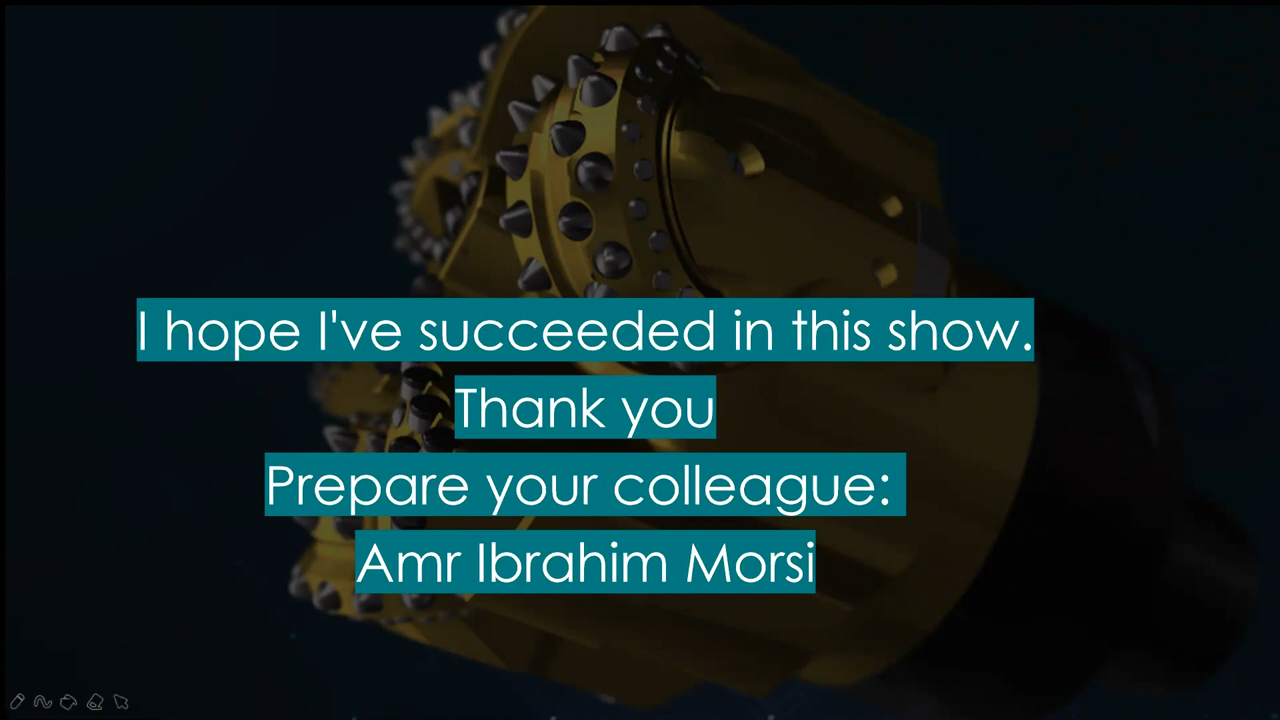 I hope I've succeeded in this show.
Thank you
Prepare your colleague:
Amr Ibrahim Morsi